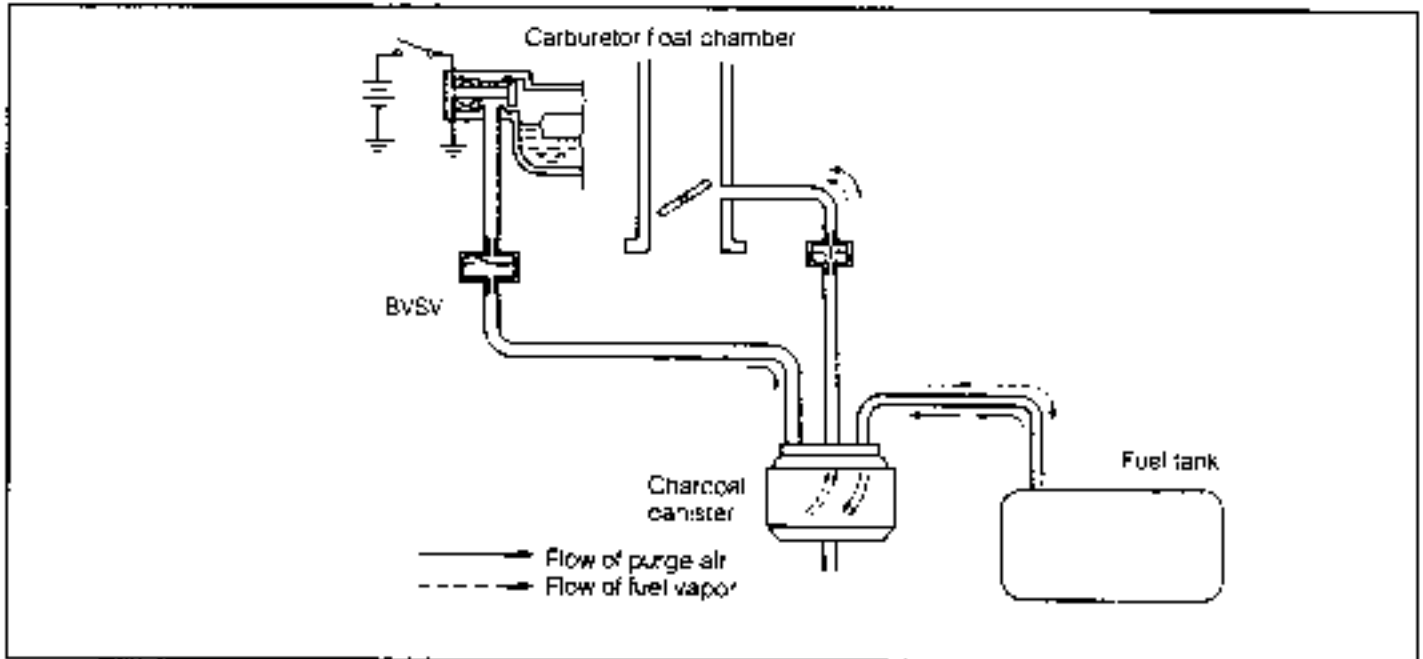 Carburetor float chamber
BVSV
Fuel tank
Charcoal
canister
Flow of purge air
Flow of fuel vapor